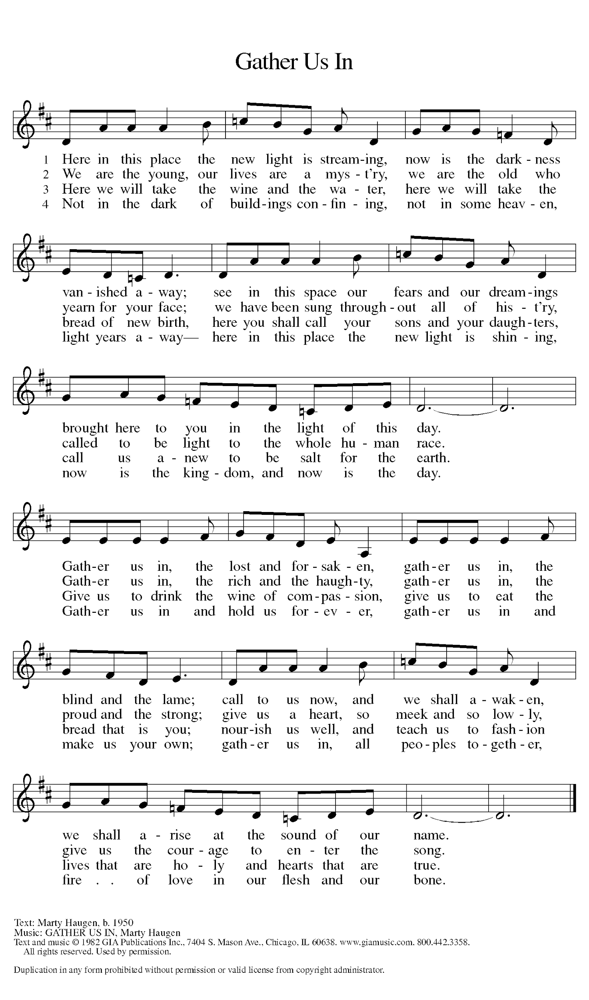 Gather Us In
1 Here in this place the new light is stream-ing, now is the dark - ness
2 We are the young, our lives are a mys - t'ry, we are the old who
3 Here we will take the wine and the wa - ter, here we will take the
4 Not in the dark of build-ings con - fin - ing, not in some heav - en,
van - ished a - way; see in this space our fears and our dream-ings
yearn for your face; we have been sung through - out all of his - t'ry,
bread of new birth, here you shall call your sons and your daugh-ters,
light years a - way— here in this place the new light is shin - ing,
brought here to you in the light of this day.
called to be light to the whole hu - man race.
call us a - new to be salt for the earth.
now is the king - dom, and now is the day.
Gath-er us in, the lost and for - sak - en, gath-er us in, the
Gath-er us in, the rich and the haugh-ty, gath-er us in, the
Give us to drink the wine of com-pas - sion, give us to eat the
Gath-er us in and hold us for - ev - er, gath-er us in and
blind and the lame; call to us now, and we shall a - wak - en,
proud and the strong; give us a heart, so meek and so low - ly,
bread that is you; nour-ish us well, and teach us to fash - ion
make us your own; gath - er us in, all peo - ples to - geth - er,
we shall a - rise at the sound of our name.
give us the cour - age to en - ter the song.
lives that are ho - ly and hearts that are true.
fire . . of love in our flesh and our bone.
Text: Marty Haugen, b. 1950
Music: GATHER US IN, Marty Haugen
Text and music © 1982 GIA Publications Inc., 7404 S. Mason Ave., Chicago, IL 60638. www.giamusic.com. 800.442.3358.
All rights reserved. Used by permission.
Duplication in any form prohibited without permission or valid license from copyright administrator.